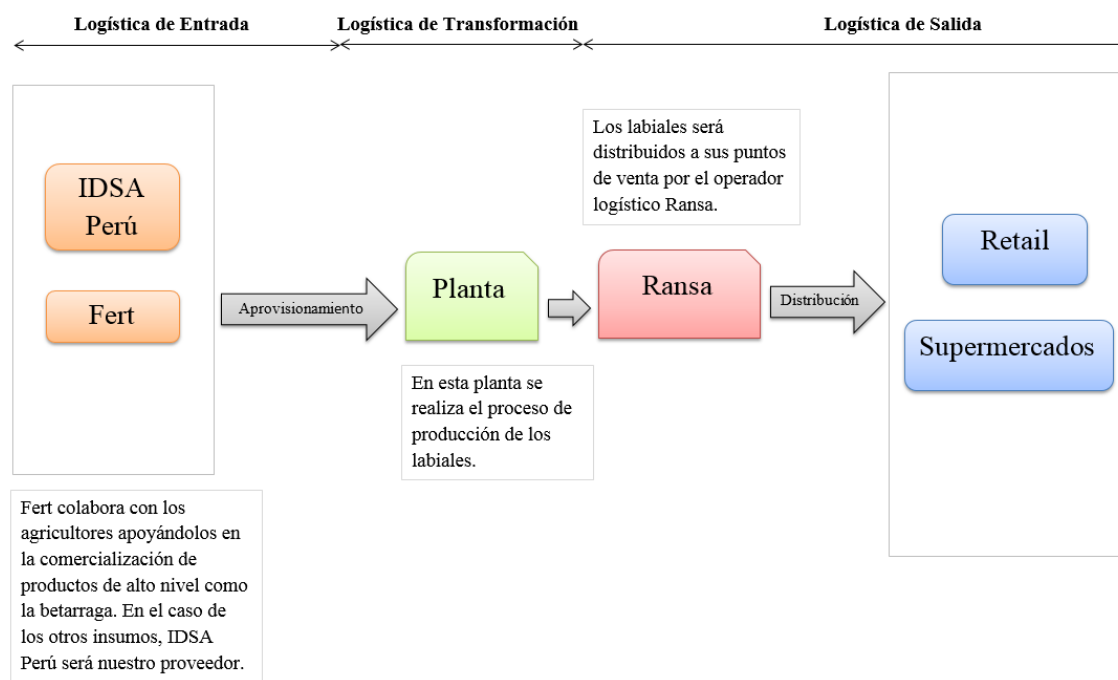 Logística de Entrada
Logística de Transformación
Logística de Salida
IDSA
Perú
Fert
Aprovisionamiento
Planta
En esta planta se
realiza el proceso de
producción de los
labiales.
Los labiales será
distribuidos a sus puntos
de venta por el operador
logístico Ransa.
Ransa
Distribución
Retail
Supermercados
Fert colabora con los
agricultores apoyándolos en
la comercialización de
productos de alto nivel como
la betarraga. En el caso de
los otros insumos, IDSA
Perú será nuestro proveedor.